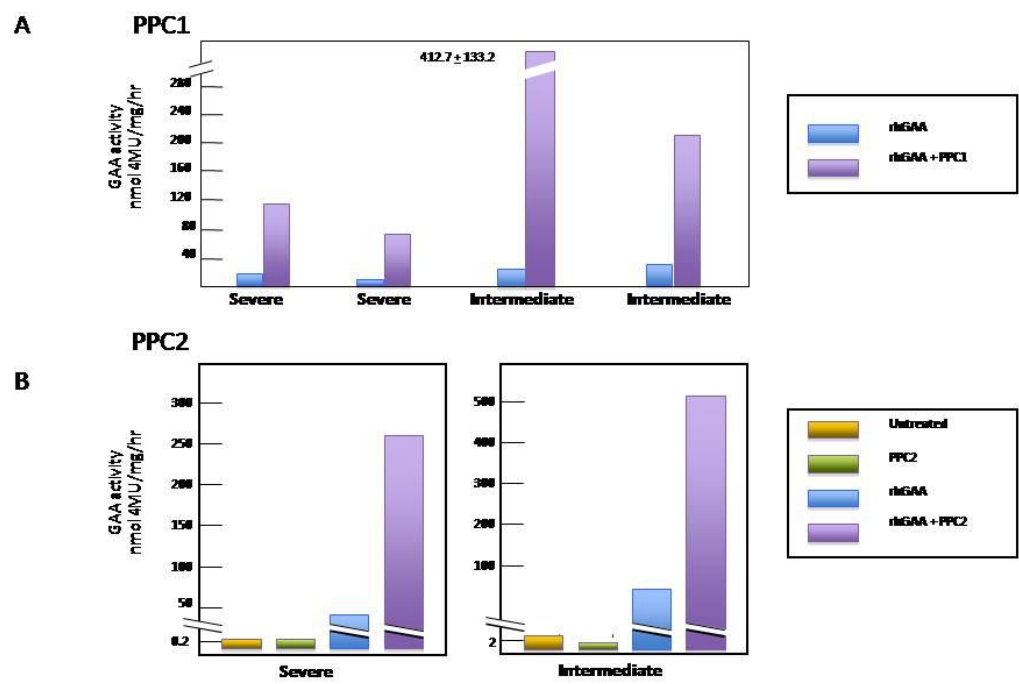 A
PPC1
412.7 ± 133.2
280
240
200
160
120
80
40
GAA activity
nmol 4MU/mg/hr
Severe
Severe
Intermediate
Intermediate
rhGAA
rhGAA + PPC1
PPC2
B
300
250
200
150
100
50
0.2
GAA activity
nmol 4MU/mg/hr
Severe
500
400
300
200
100
2
Intermediate
Untreated
PPC2
rhGAA
rhGAA + PPC2